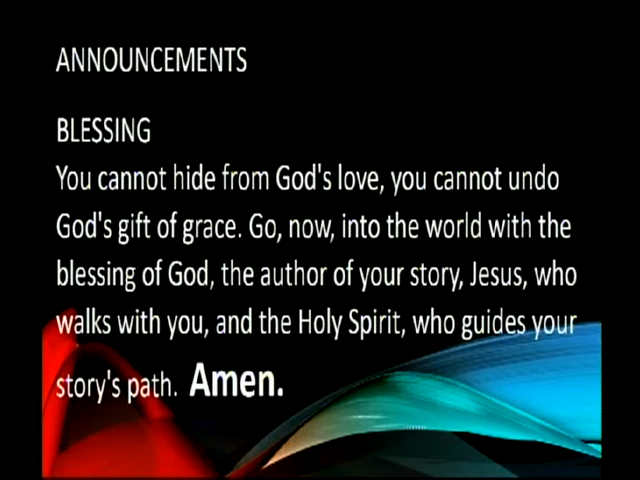 ANNOUNCEMENTS
BLESSING
You cannot hide from God's love, you cannot undo
God's gift of grace. Go, now, into the world with the
blessing of God, the author of your story, Jesus, who
walks with you, and the Holy Spirit, who guides your
story's path. Amen.